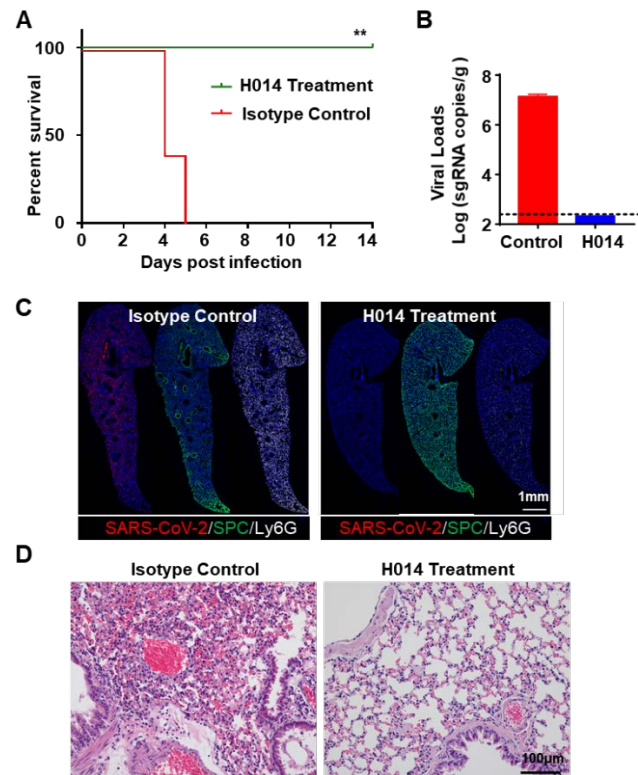 A
100
50
0
Percent survival
**
H014 Treatment
Isotype Control
0 2 4 6 8 10 12 14
Days post infection
B
Viral Loads
Log (sgRNA copies/g)
8
6
4
2
Control H014
C
Isotype Control
H014 Treatment
1mm
SARS-CoV-2/SPC/Ly6G
SARS-CoV-2/SPC/Ly6G
D
Isotype Control
H014 Treatment
100μm